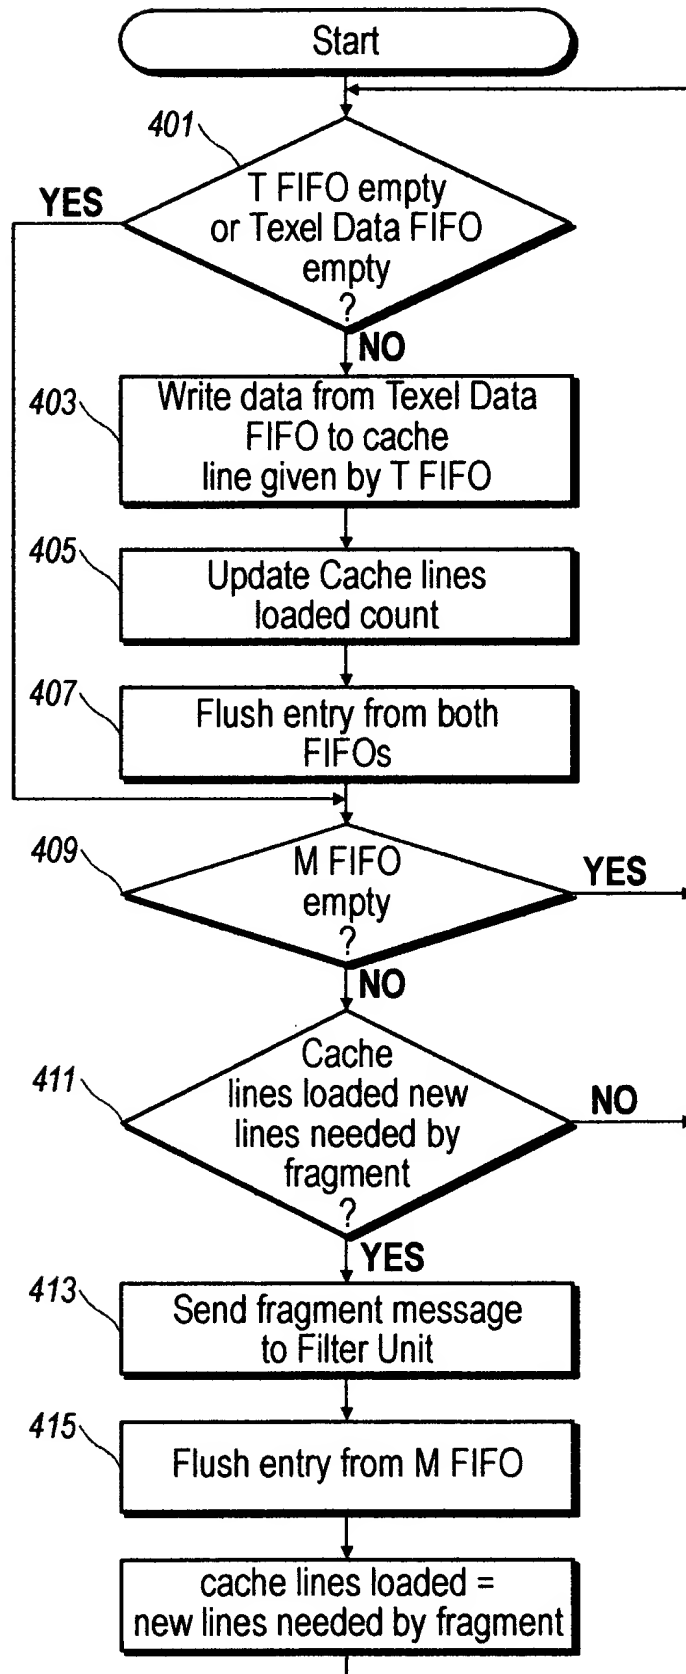 Start
401
T FIFO empty
or Texel Data FIFO
empty
?
YES
NO
403
Write data from Texel Data
FIFO to cache
line given by T FIFO
405
Update Cache lines
loaded count
407
Flush entry from both
FIFOs
409
M FIFO
empty
?
YES
NO
411
Cache
lines loaded new
lines needed by
fragment
?
NO
YES
413
Send fragment message
to Filter Unit
415
Flush entry from M FIFO
cache lines loaded =
new lines needed by fragment